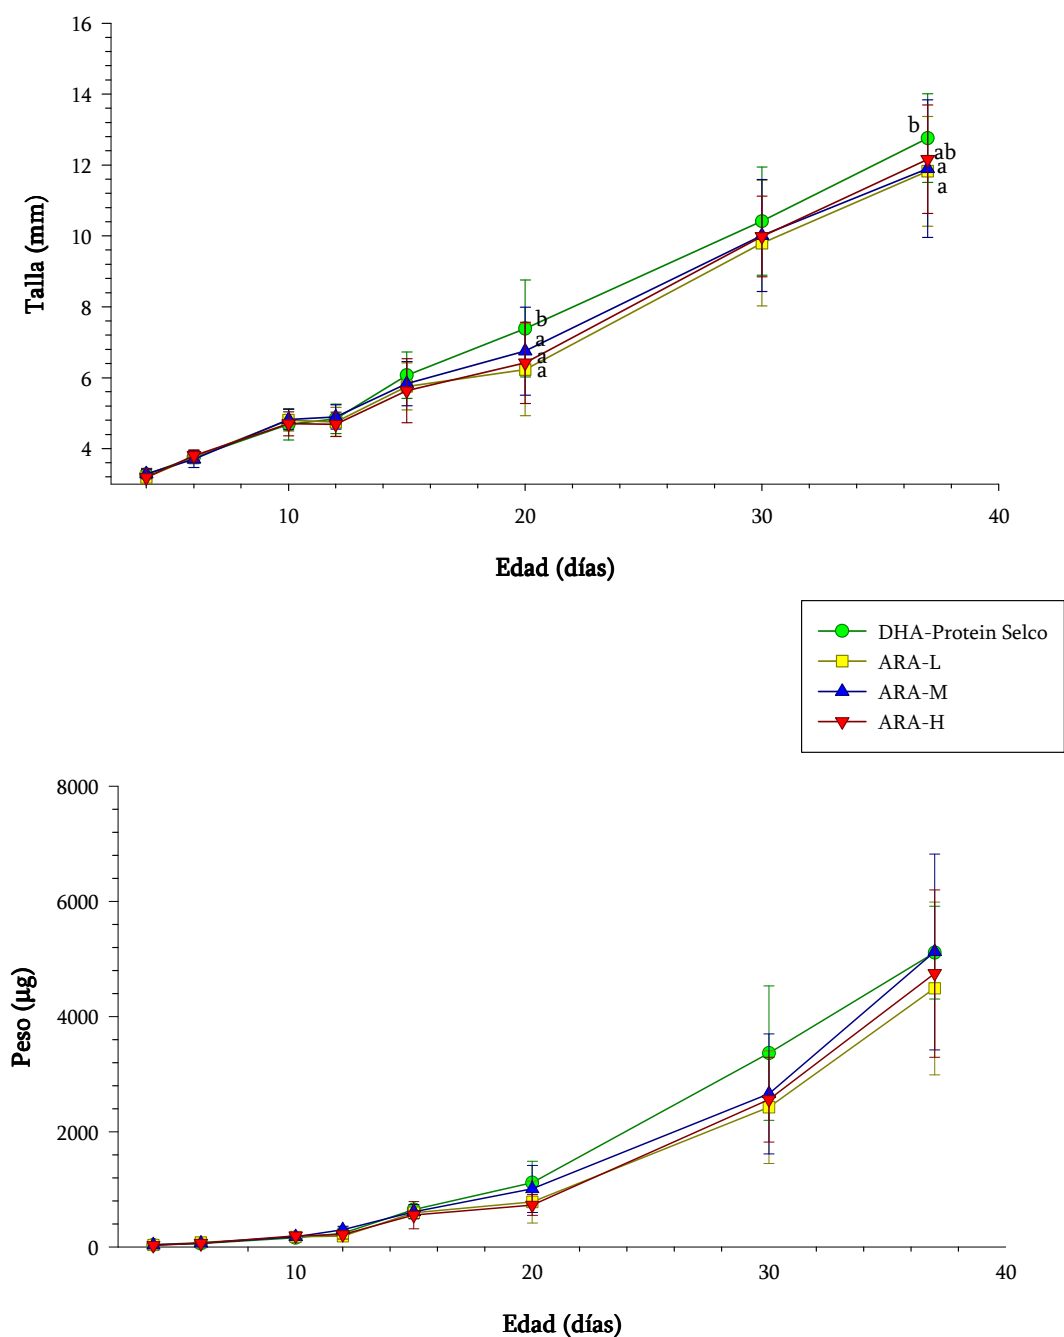 16
14
12
10
8
6
4
Talla (mm)
b
ab
a
a
b
a
a
a
10
20
30
40
Edad (días)
DHA-Protein Selco
ARA-L
ARA-M
ARA-H
8000
6000
4000
2000
0
Peso (µg)
10
20
30
40
Edad (días)